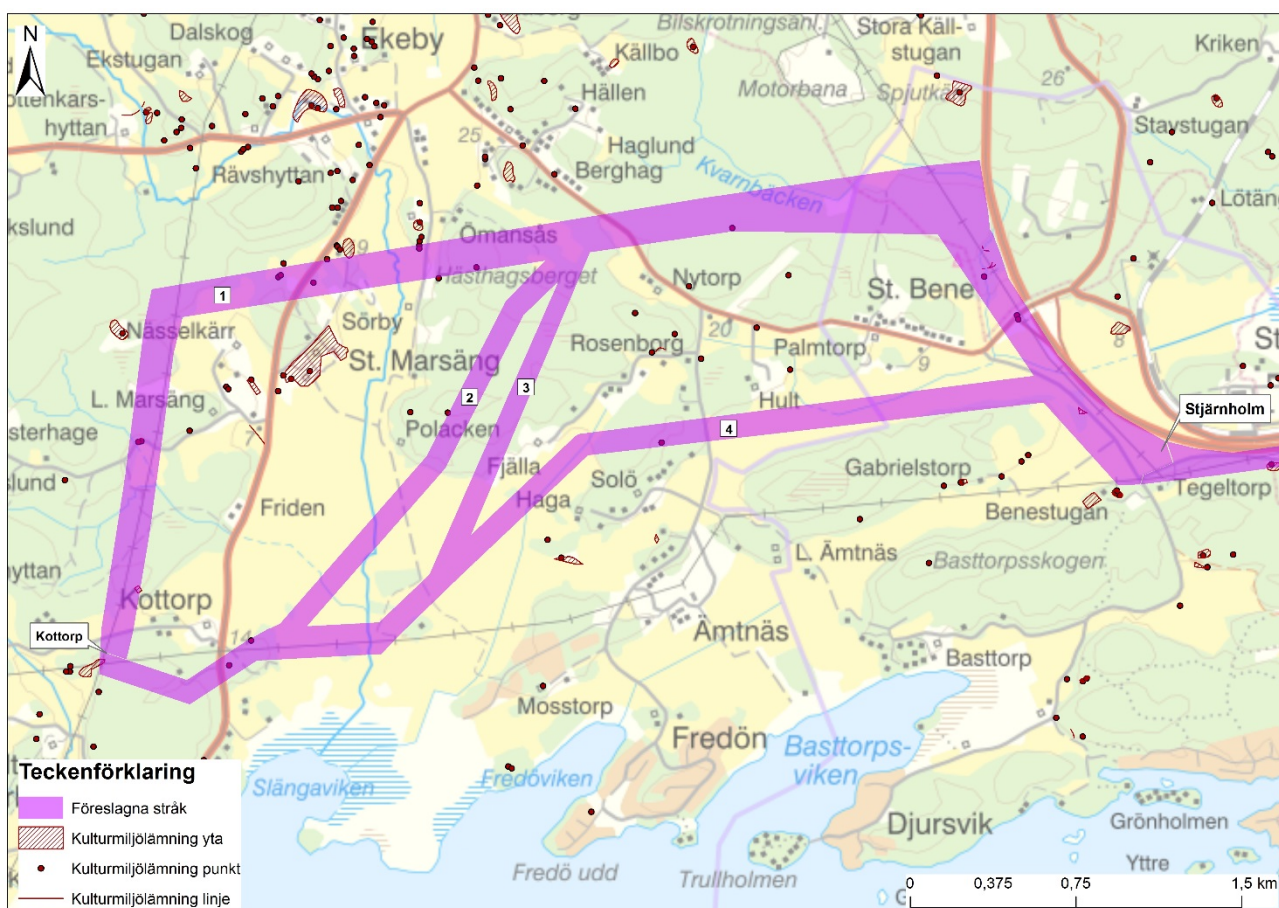 N
Dalskog
Ekeby
Ekstugan
Källbo
Bilskrotningsanl.
Stora Käll-
stugan
26
Kriken
hyttan
Hällen
Motorbana
Stavstugan
25
Haglund
Rävshyttan
Berghag
Kvarnbäcken
kslund
Ömansås
Hästhagsberget
1
Nytorp
St. Bene
Nässelkärr
Sörby
20
Rosenborg
St. Marsäng
Palmtorp
9
8
L. Marsäng
2
3
Hult
4
Stjärnholm
7
Polacken
sterhage
Fjälla
Gabrielstorp
Solö
slund
Haga
Tegeltorp
Friden
Benestugan
L. Ämtnäs
Basttorpsskogen
hyttan
Kottorp
Kottorp
14
Ämtnäs
Basttorp
Mosstorp
Fredön
Basttorps-
viken
Teckenförklaring
Slängaviken
Fredöviken
Föreslagna stråk
Djursvik
Grönholmen
Kulturmiljölämning yta
Yttre
Kulturmiljölämning punkt
Fredö udd
Trullholmen
Kulturmiljölämning linje
0 0,375 0,75 1,5 km